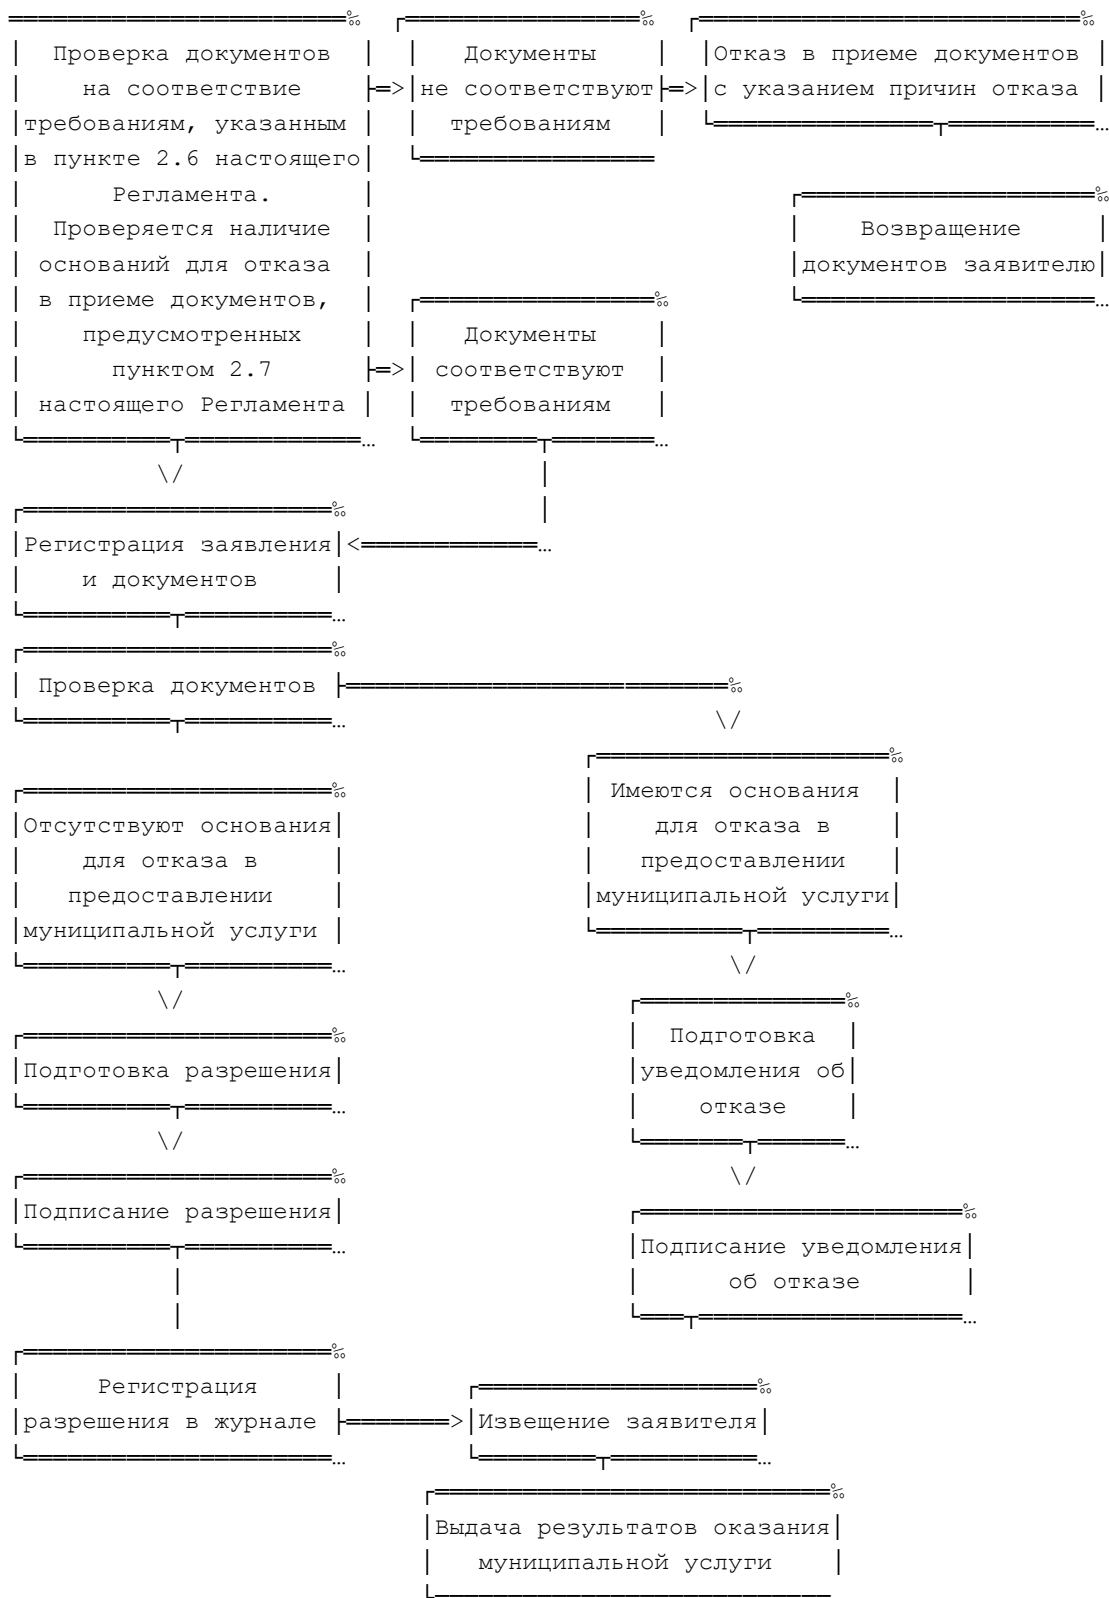 Проверка документов
на соответствие
требованиям, указанным
в пункте 2.6 настоящего
Регламента.
Проверяется наличие
оснований для отказа
в приеме документов,
предусмотренных
пунктом 2.7
настоящего Регламента
Документы
не соответствуют
требованиям
Отказ в приеме документов
с указанием причин отказа
Возвращение
документов заявителю
Документы
соответствуют
требованиям
Регистрация заявления
и документов
Проверка документов
Отсутствуют основания
для отказа в
предоставлении
муниципальной услуги
Имеются основания
для отказа в
предоставлении
муниципальной услуги
Подготовка разрешения
Подготовка
уведомления об
отказе
Подписание разрешения
Подписание уведомления
об отказе
Регистрация
разрешения в журнале
Извещение заявителя
Выдача результатов оказания
муниципальной услуги